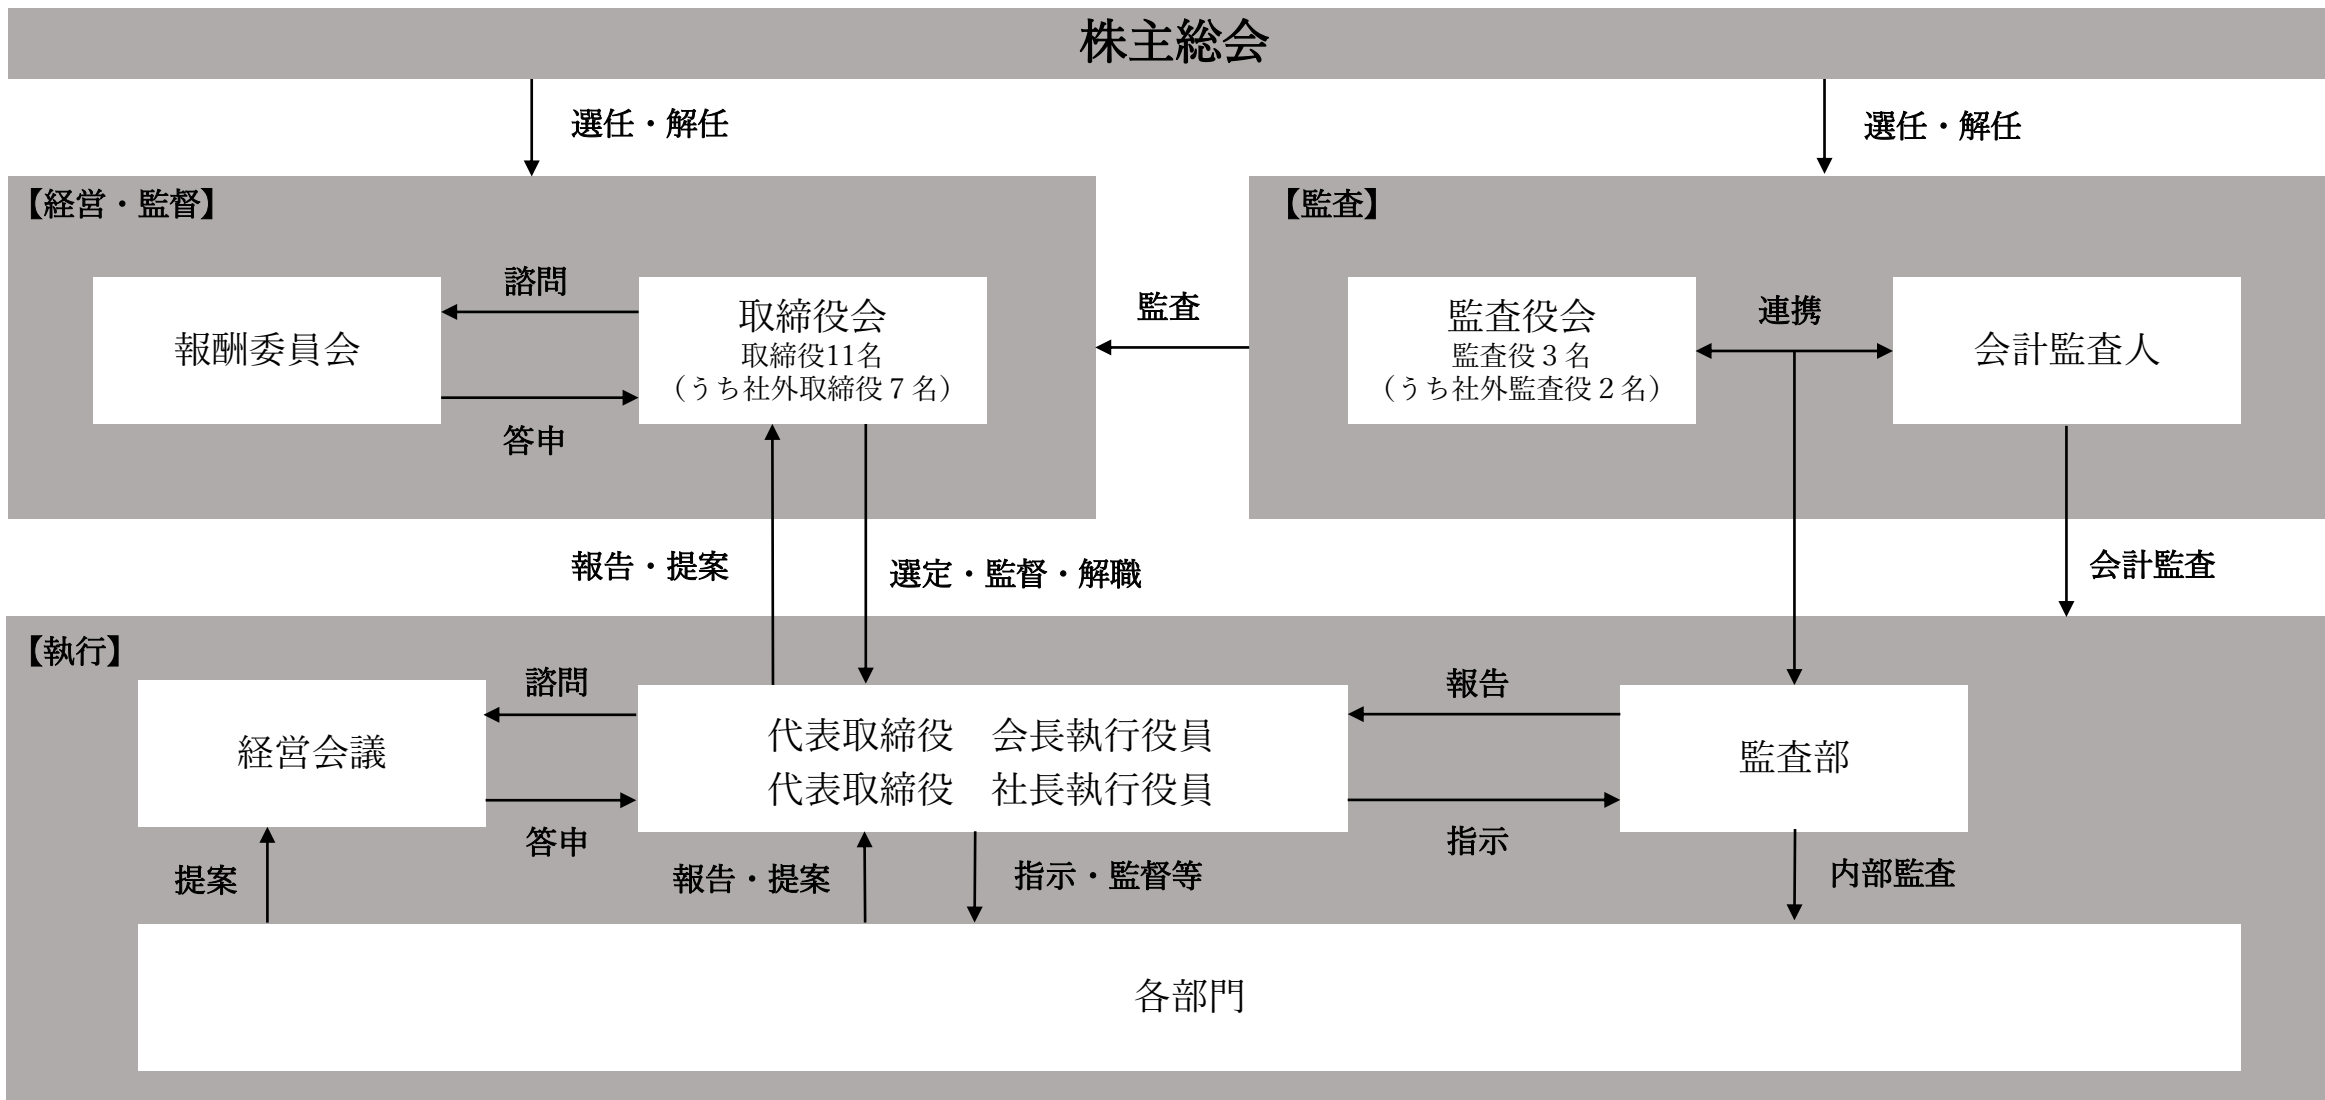 株主総会
選任・解任
選任・解任
【経営・監督】
【監査】
諮問
報酬委員会
取締役会
取締役11名
（うち社外取締役７名）
答申
監査
監査役会
監査役３名
（うち社外監査役２名）
連携
会計監査人
報告・提案
選定・監督・解職
会計監査
【執行】
経営会議
諮問
答申
代表取締役　会長執行役員
代表取締役　社長執行役員
報告
指示
監査部
提案
報告・提案
指示・監督等
内部監査
各部門